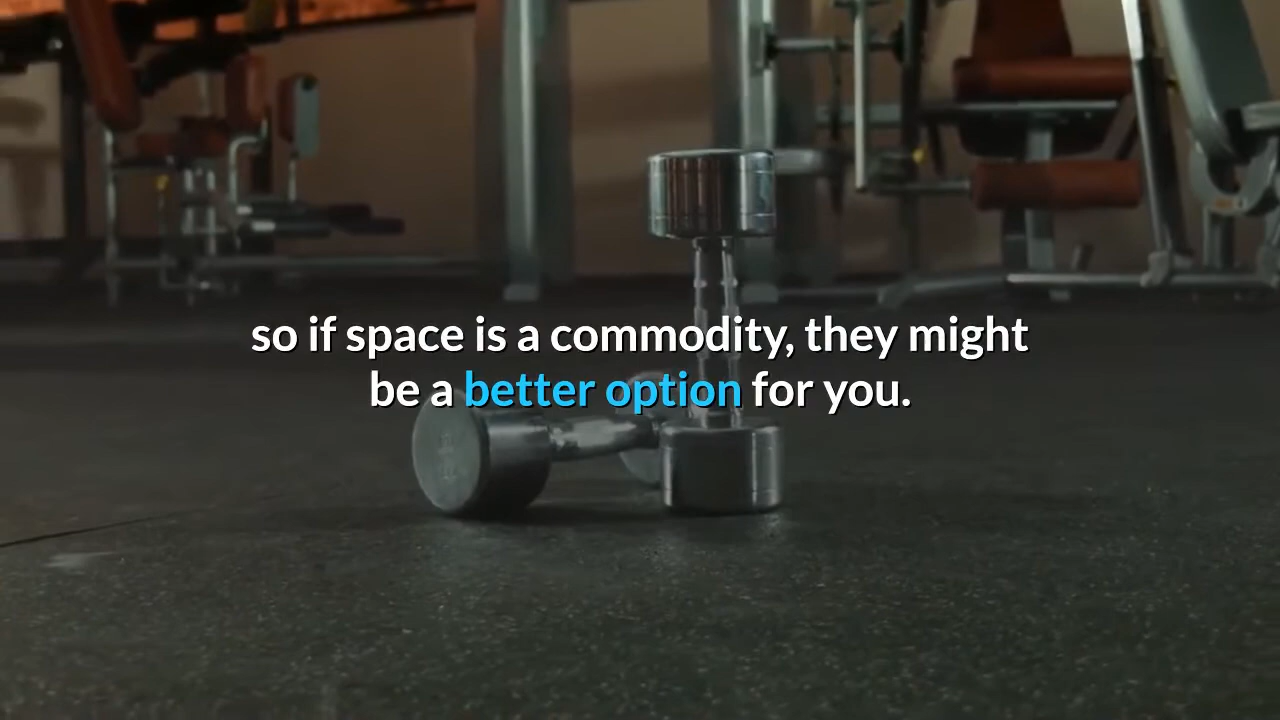 so if space is a commodity, they might
be a better option for you.